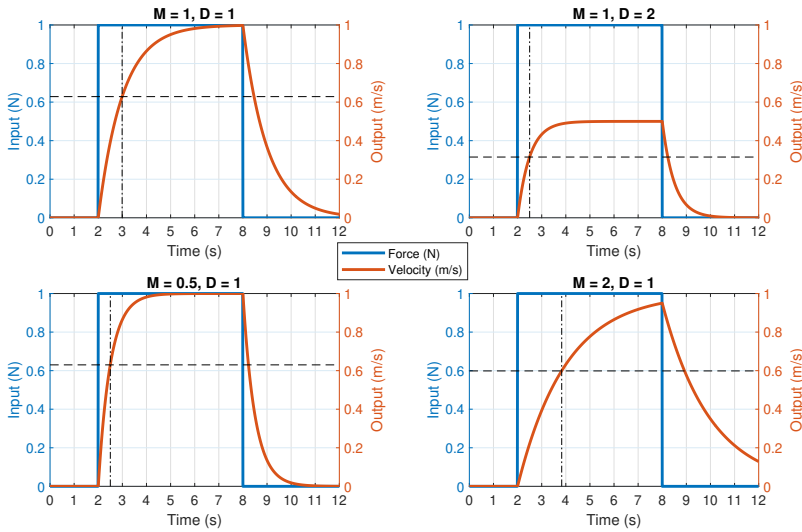 M = 1, D = 1
1
0.8
0.6
0.4
0.2
0
Input (N)
1
0.8
0.6
0.4
0.2
0
Output (m/s)
0 1 2 3 4 5 6 7 8 9 10 11 12
Time (s)
M = 1, D = 2
1
0.8
0.6
0.4
0.2
0
Input (N)
1
0.8
0.6
0.4
0.2
0
Output (m/s)
0 1 2 3 4 5 6 7 8 9 10 11 12
Time (s)
Force (N)
Velocity (m/s)
M = 0.5, D = 1
1
0.8
0.6
0.4
0.2
0
Input (N)
1
0.8
0.6
0.4
0.2
0
Output (m/s)
0 1 2 3 4 5 6 7 8 9 10 11 12
Time (s)
M = 2, D = 1
1
0.8
0.6
0.4
0.2
0
Input (N)
1
0.8
0.6
0.4
0.2
0
Output (m/s)
0 1 2 3 4 5 6 7 8 9 10 11 12
Time (s)